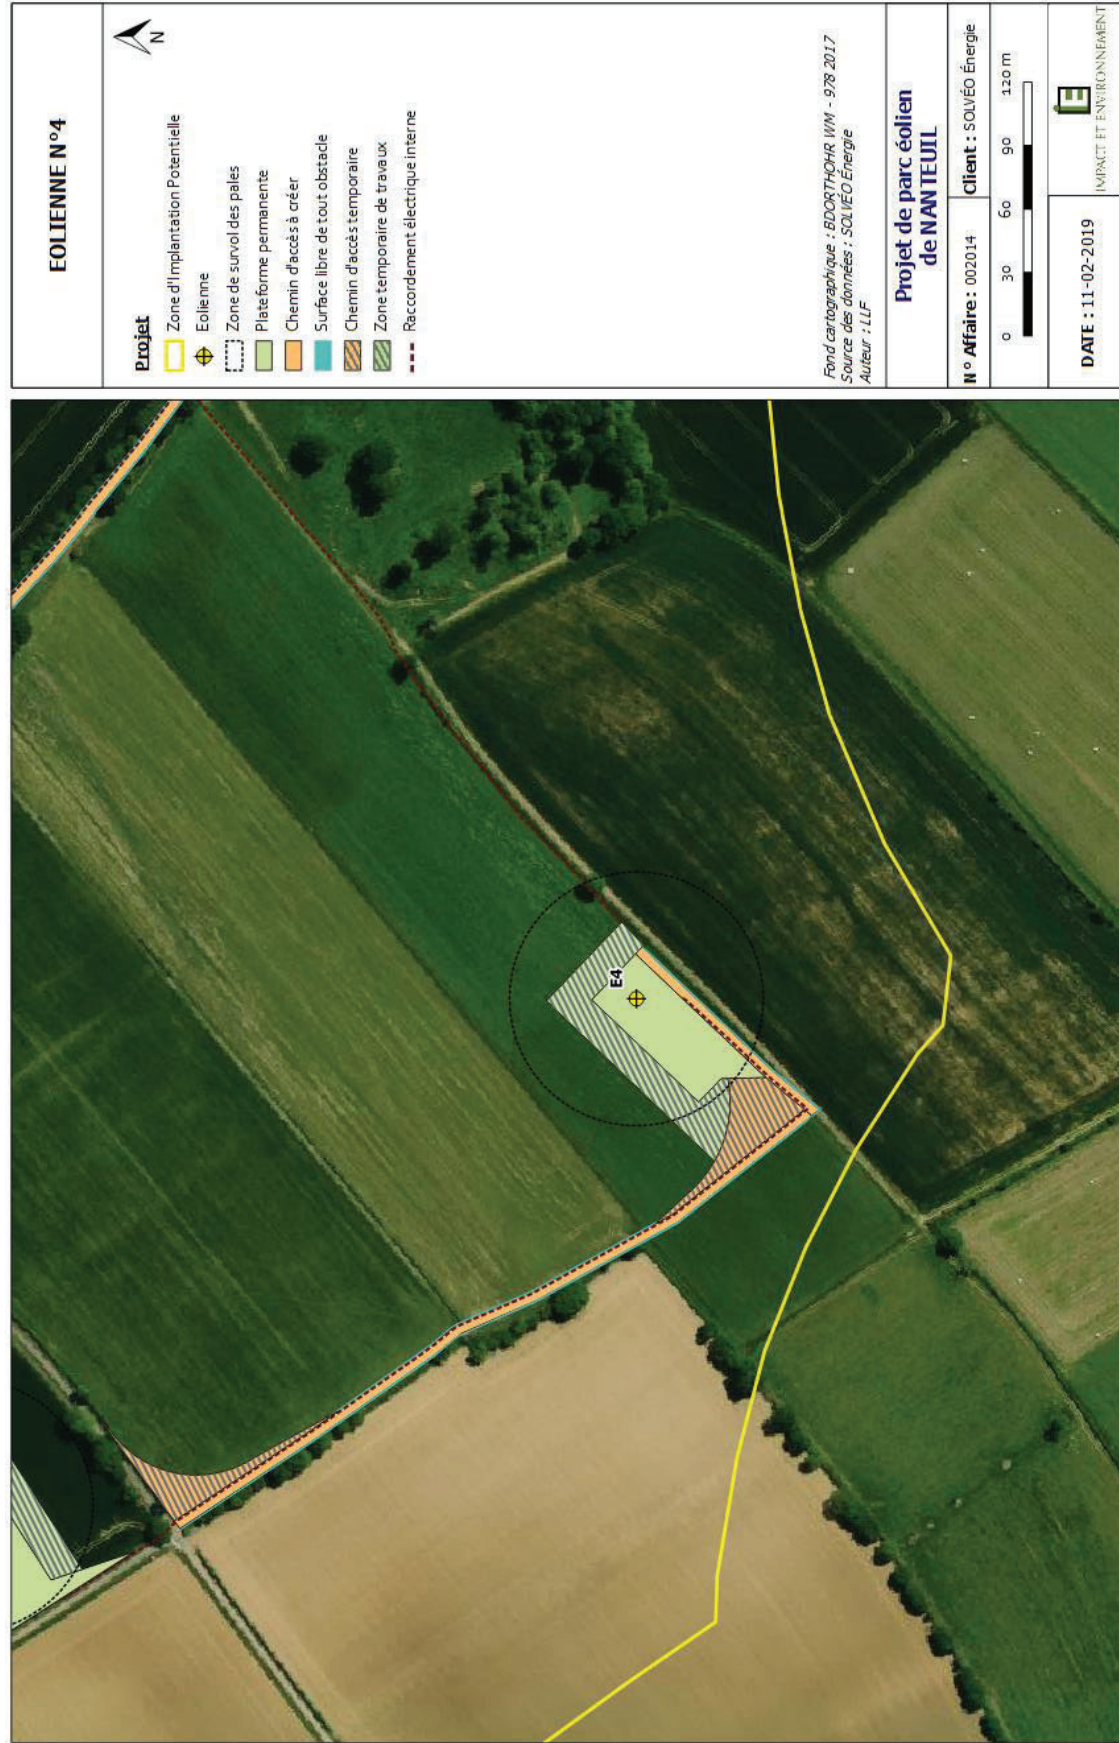 EOLIENNE N°4
N
Projet
Zone d'Implantation Potentielle
Eolienne
Zone de survol des pales
Plateforme permanente
Chemin d'accès à créer
Surface libre de tout obstacle
Chemin d'accès temporaire
Zone temporaire de travaux
Raccordement électrique interne
Fond cartographique : BDORTHOHR WM - 978 2017
Source des données : SOLVÉO Énergie
Auteur : LLF
Projet de parc éolien
de NANTEUIL
N° Affaire : 002014
Client : SOLVÉO Énergie
0 30 60 90 120 m
DATE : 11-02-2019
IE
IMPACT ET ENVIRONNEMENT
E4